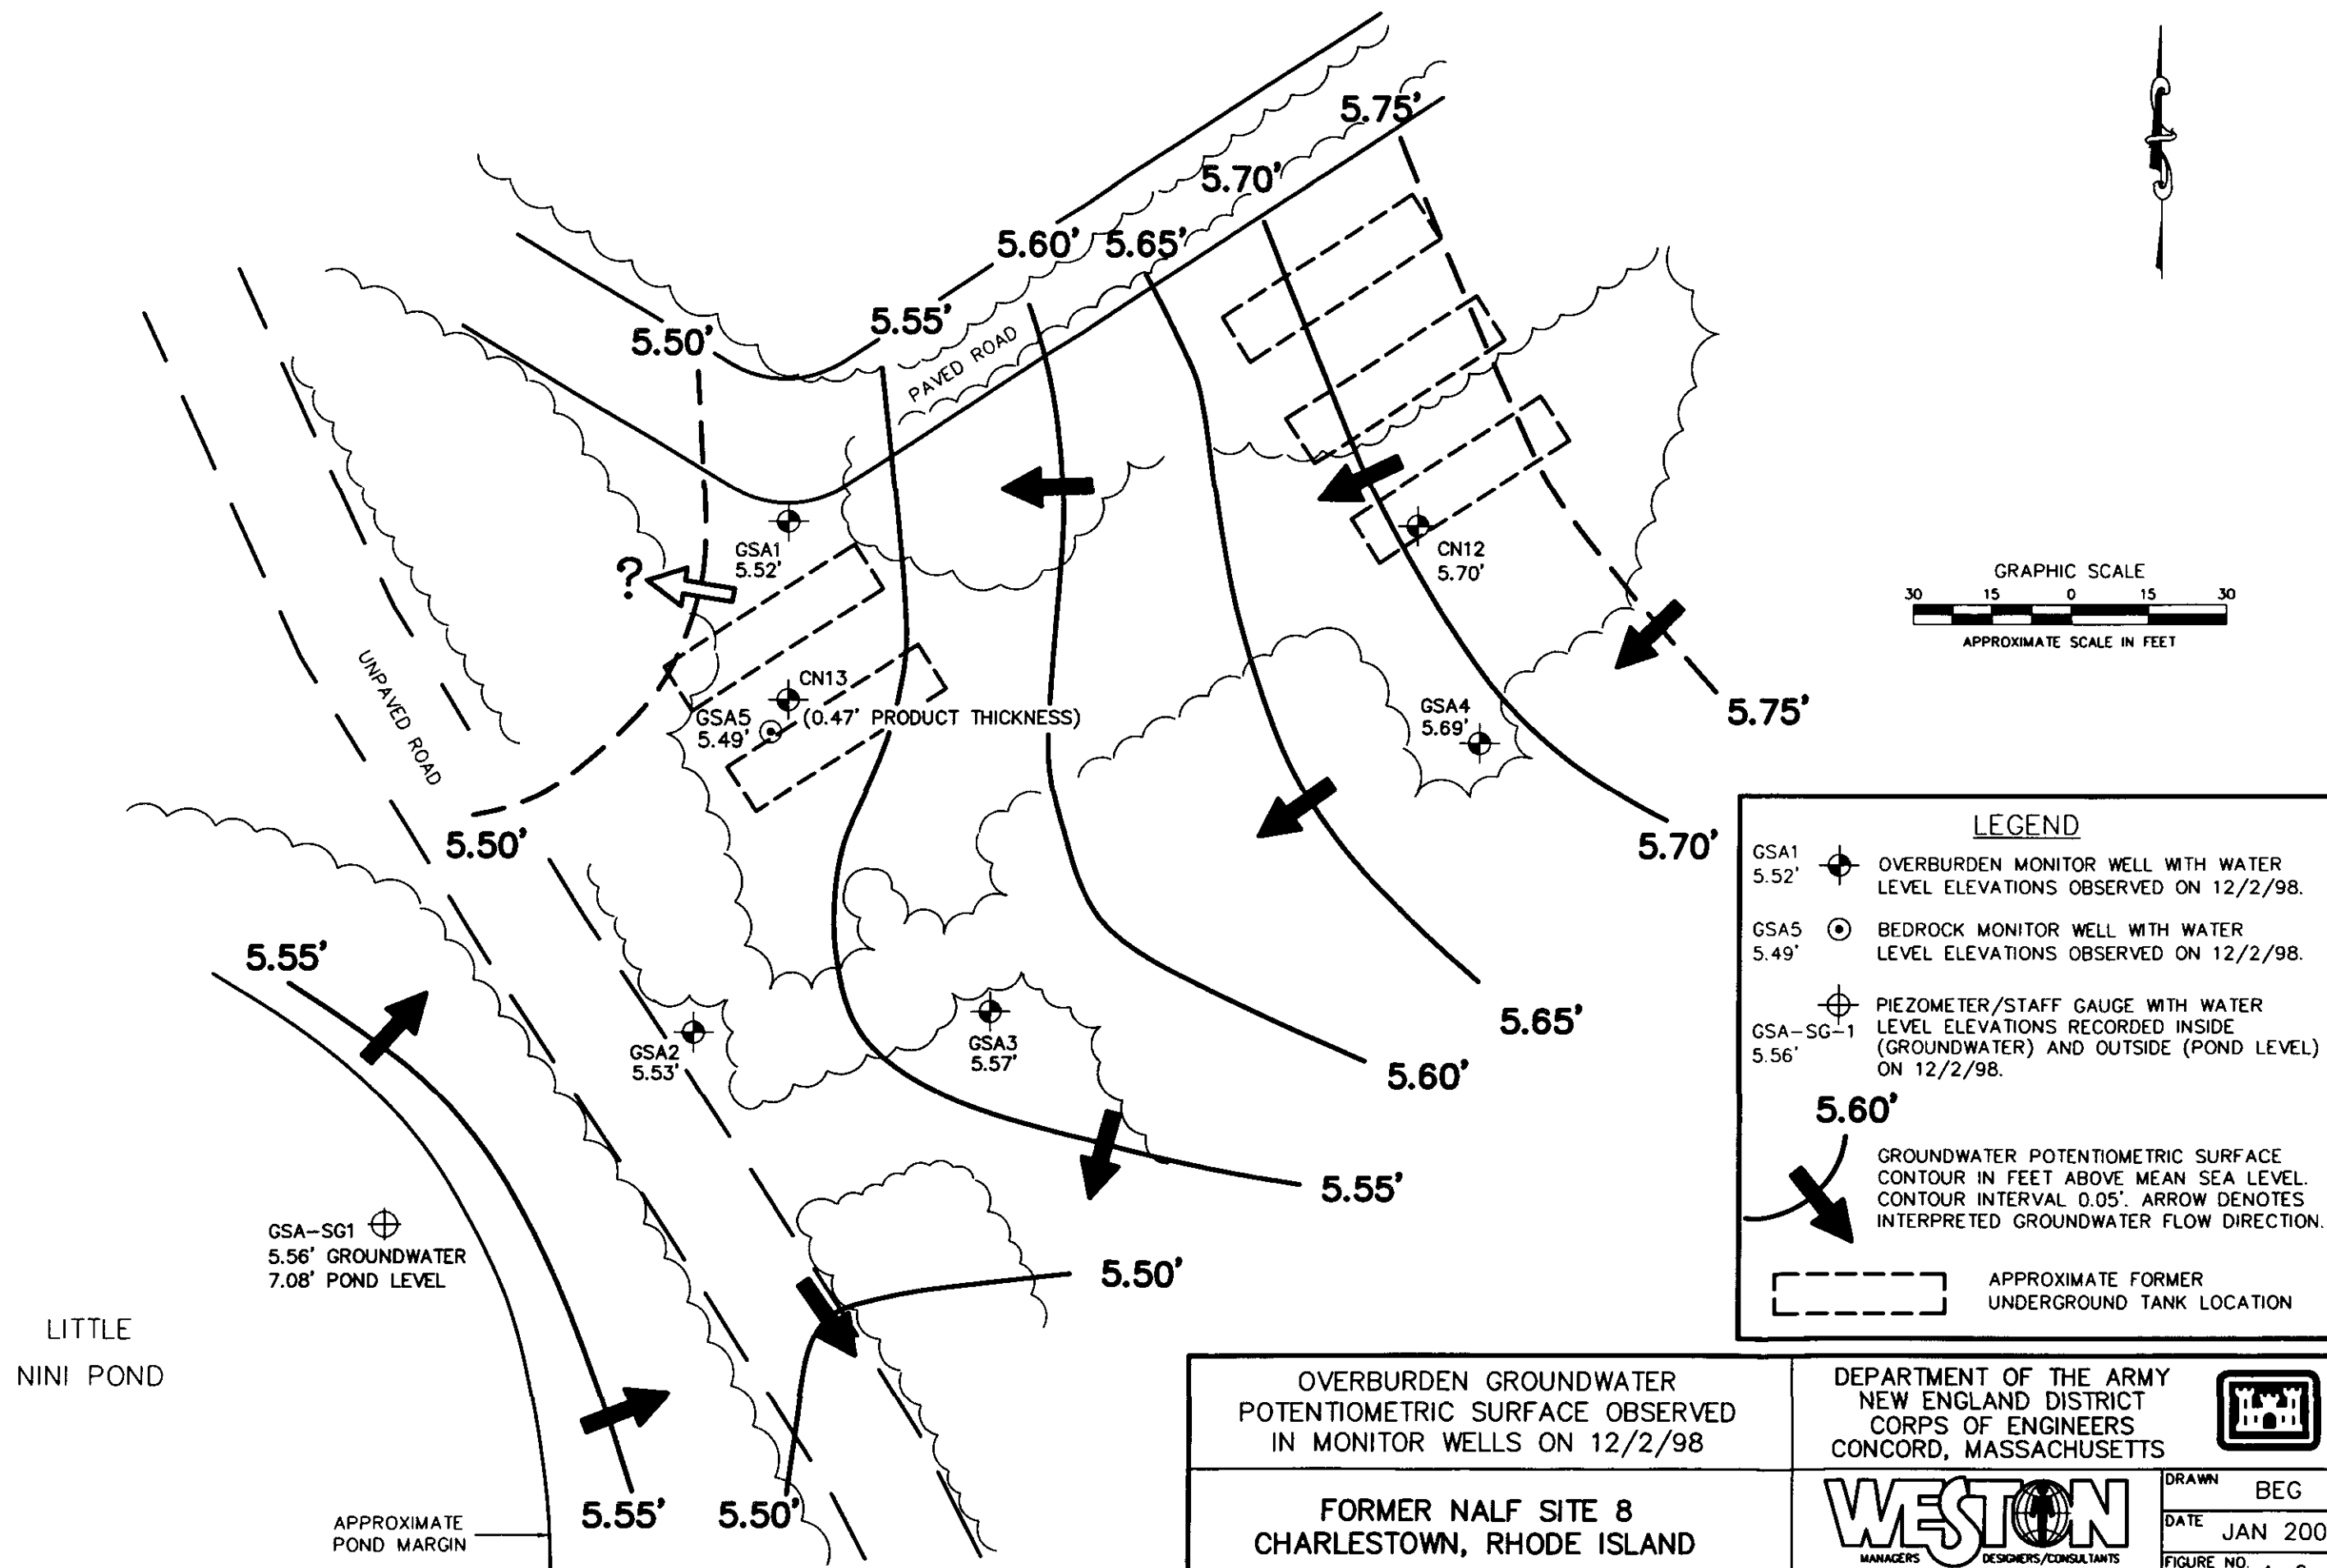 5.75'
5.70'
5.60'
5.65'
5.55'
5.50'
PAVED ROAD
GSA1
5.52'
?
CN12
5.70'
GRAPHIC SCALE
30 15 0 15 30
APPROXIMATE SCALE IN FEET
UNPAVED ROAD
CN13
(0.47' PRODUCT THICKNESS)
GSA5
5.49'
GSA4
5.69'
5.75'
5.70'
5.50'
5.55'
5.65'
GSA2
5.53'
GSA3
5.57'
5.60'
5.55'
GSA-SG1
5.56' GROUNDWATER
7.08' POND LEVEL
5.50'
LITTLE
NINI POND
5.55'
5.50'
APPROXIMATE
POND MARGIN
LEGEND
GSA1
5.52'
OVERBURDEN MONITOR WELL WITH WATER
LEVEL ELEVATIONS OBSERVED ON 12/2/98.
GSA5
5.49'
BEDROCK MONITOR WELL WITH WATER
LEVEL ELEVATIONS OBSERVED ON 12/2/98.
GSA-SG-1
5.56'
PIEZOMETER/STAFF GAUGE WITH WATER
LEVEL ELEVATIONS RECORDED INSIDE
(GROUNDWATER) AND OUTSIDE (POND LEVEL)
ON 12/2/98.
5.60'
GROUNDWATER POTENTIOMETRIC SURFACE
CONTOUR IN FEET ABOVE MEAN SEA LEVEL.
CONTOUR INTERVAL 0.05'. ARROW DENOTES
INTERPRETED GROUNDWATER FLOW DIRECTION.
APPROXIMATE FORMER
UNDERGROUND TANK LOCATION
OVERBURDEN GROUNDWATER
POTENTIOMETRIC SURFACE OBSERVED
IN MONITOR WELLS ON 12/2/98
DEPARTMENT OF THE ARMY
NEW ENGLAND DISTRICT
CORPS OF ENGINEERS
CONCORD, MASSACHUSETTS
FORMER NALF SITE 8
CHARLESTOWN, RHODE ISLAND
WESTON
MANAGERS DESIGNERS/CONSULTANTS
DRAWN BEG
DATE JAN 200
FIGURE NO.